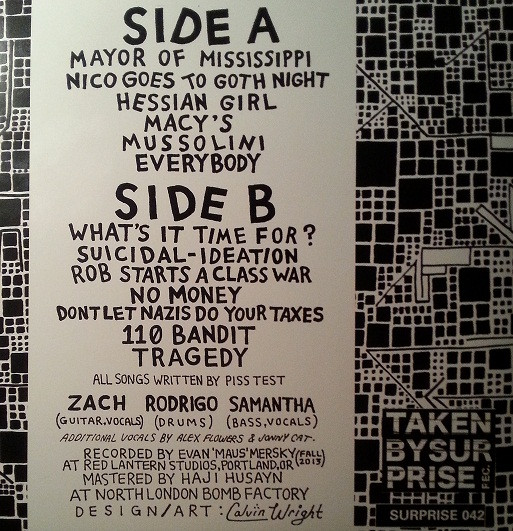 SIDE A
MAYOR OF MISSISSIPPI
NICO GOES TO GOTH NIGHT
HESSIAN GIRL
MACY'S
MUSSOLINI
EVERYBODY
SIDE B
WHAT'S IT TIME FOR?
SUICIDAL-IDEATION
ROB STARTS A CLASS WAR
NO MONEY
DONT LET NAZIS DO YOUR TAXES
110 BANDIT
TRAGEDY
ALL SONGS WRITTEN BY PISS TEST
ZACH RODRIGO SAMANTHA
(GUITAR, VOCALS) (DRUMS) (BASS, VOCALS)
ADDITIONAL VOCALS BY ALEX FLOWERS & JONNY CAT.
RECORDED BY EVAN 'MAUS' MERSKY (FALL 2013)
AT RED LANTERN STUDIOS, PORTLAND, OR
MASTERED BY HAJI HUSAYN
AT NORTH LONDON BOMB FACTORY
DESIGN/ART: Calvin Wright
TAKEN
BYSUR
PRISE REC.
SURPRISE 042